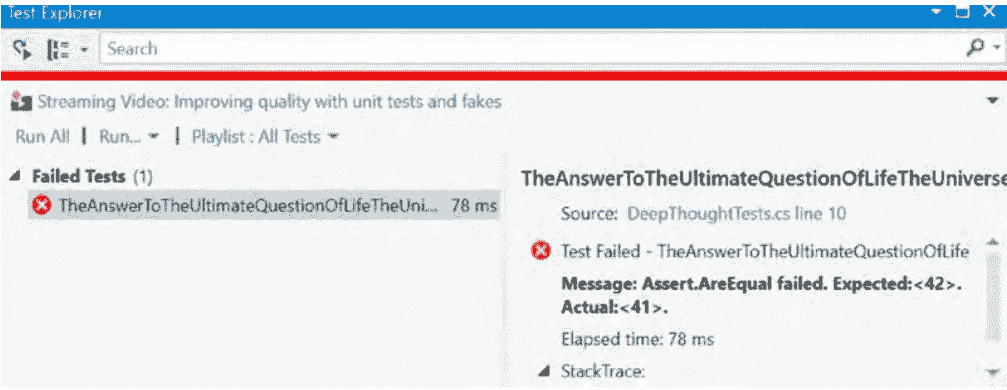 Test Explorer
Search
Streaming Video: Improving quality with unit tests and fakes
Run All | Run... | Playlist : All Tests
Failed Tests (1)
TheAnswerToTheUltimateQuestionOfLifeTheUni... 78 ms
TheAnswerToTheUltimateQuestionOfLifeTheUniverse
Source: DeepThoughtTests.cs line 10
Test Failed - TheAnswerToTheUltimateQuestionOfLife
Message: Assert.AreEqual failed. Expected:<42>.
Actual:<41>.
Elapsed time: 78 ms
StackTrace: